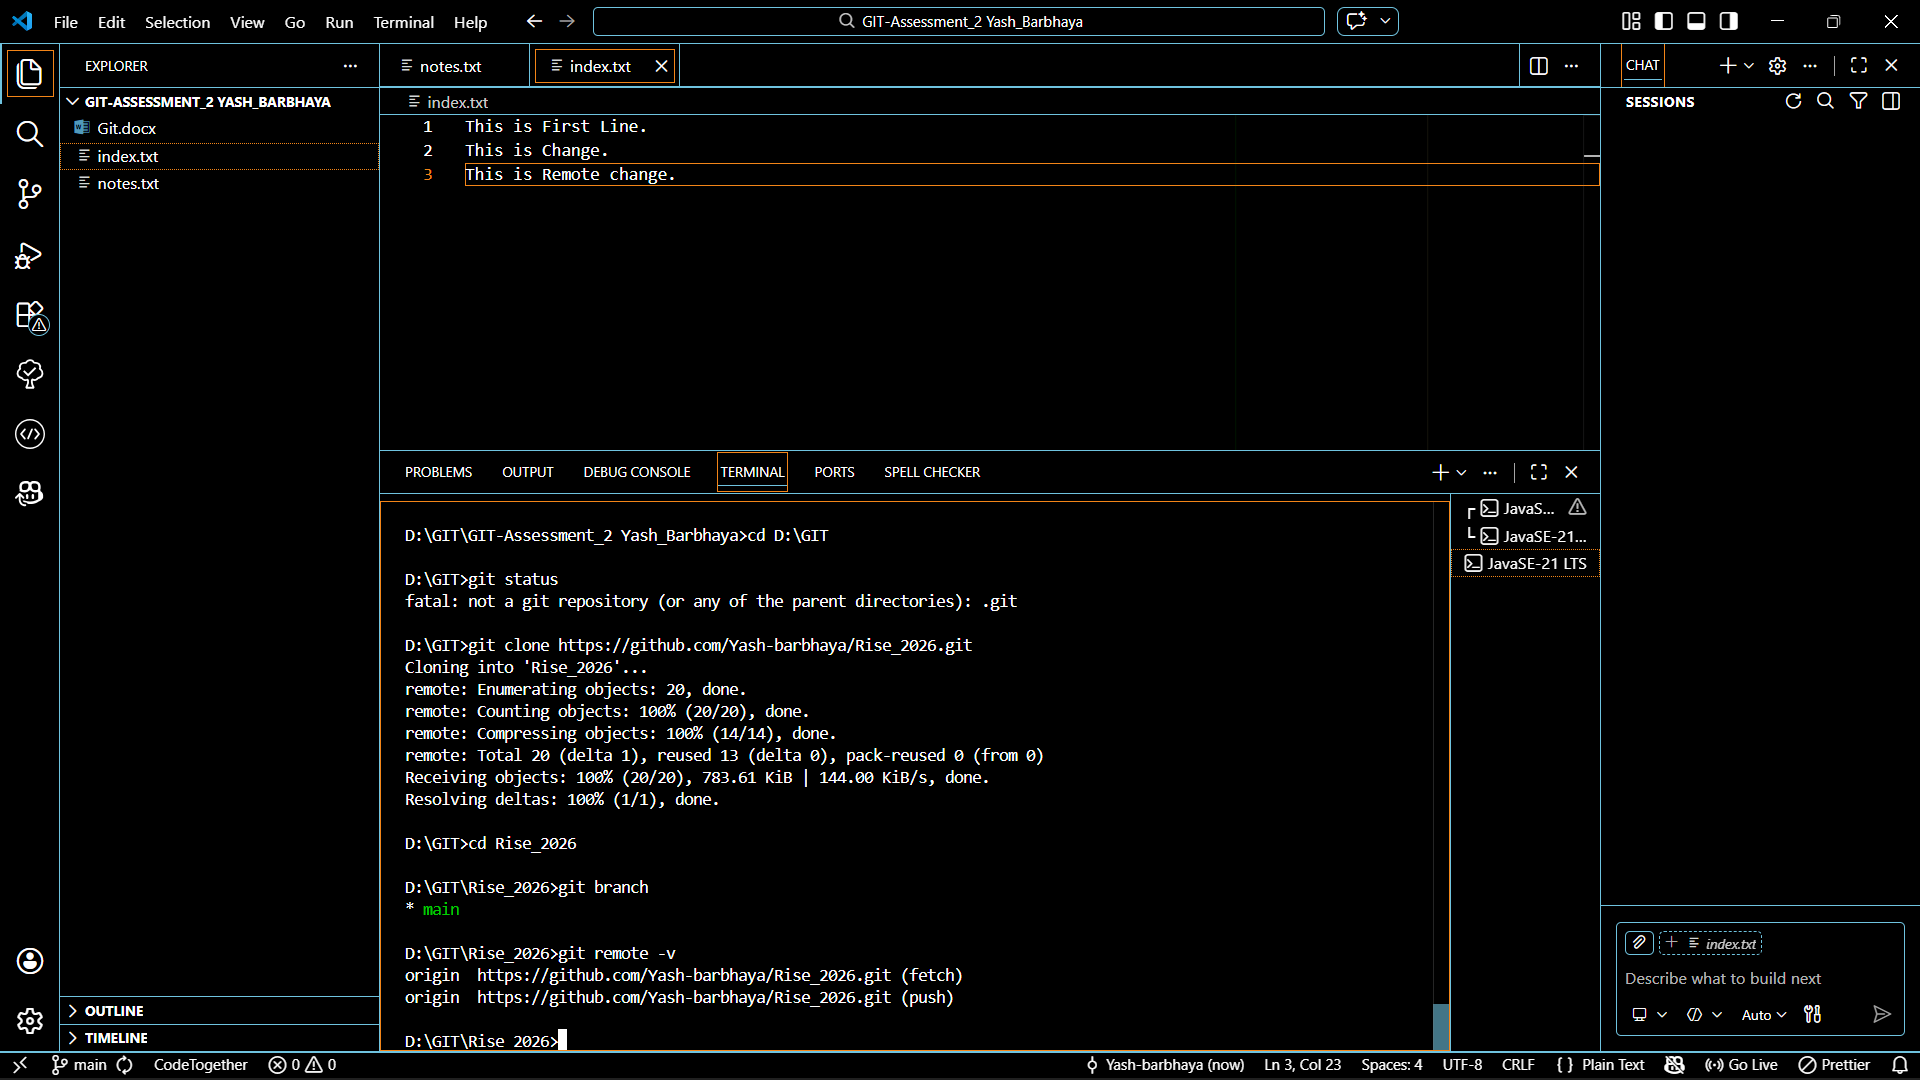 File Edit Selection View Go Run Terminal Help
GIT-Assessment_2 Yash_Barbhaya
EXPLORER
GIT-ASSESSMENT_2 YASH_BARBHAYA
Git.docx
index.txt
notes.txt
OUTLINE
TIMELINE
notes.txt
index.txt
index.txt
1 This is First Line.
2 This is Change.
3 This is Remote change.
PROBLEMS OUTPUT DEBUG CONSOLE TERMINAL PORTS SPELL CHECKER
D:\GIT\GIT-Assessment_2 Yash_Barbhaya>cd D:\GIT
D:\GIT>git status
fatal: not a git repository (or any of the parent directories): .git
D:\GIT>git clone https://github.com/Yash-barbhaya/Rise_2026.git
Cloning into 'Rise_2026'...
remote: Enumerating objects: 20, done.
remote: Counting objects: 100% (20/20), done.
remote: Compressing objects: 100% (14/14), done.
remote: Total 20 (delta 1), reused 13 (delta 0), pack-reused 0 (from 0)
Receiving objects: 100% (20/20), 783.61 KiB | 144.00 KiB/s, done.
Resolving deltas: 100% (1/1), done.
D:\GIT>cd Rise_2026
D:\GIT\Rise_2026>git branch
* main
D:\GIT\Rise_2026>git remote -v
origin  https://github.com/Yash-barbhaya/Rise_2026.git (fetch)
origin  https://github.com/Yash-barbhaya/Rise_2026.git (push)
D:\GIT\Rise_2026>
JavaS...
JavaSE-21...
JavaSE-21 LTS
CHAT
SESSIONS
index.txt
Describe what to build next
Auto
main CodeTogether 0 0 Yash-barbhaya (now) Ln 3, Col 23 Spaces: 4 UTF-8 CRLF {} Plain Text Go Live Prettier